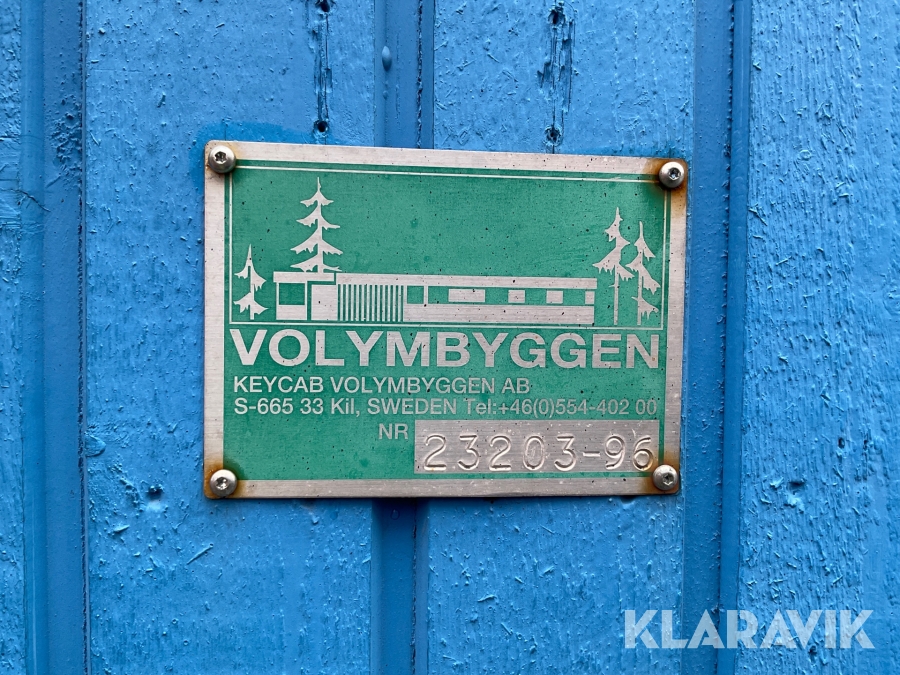 VOLYMBYGGEN
KEYCAB VOLYMBYGGEN AB
S-665 33 Kil, SWEDEN Tel:+46(0)554-402 00
NR 23203-96
KLARAVIK